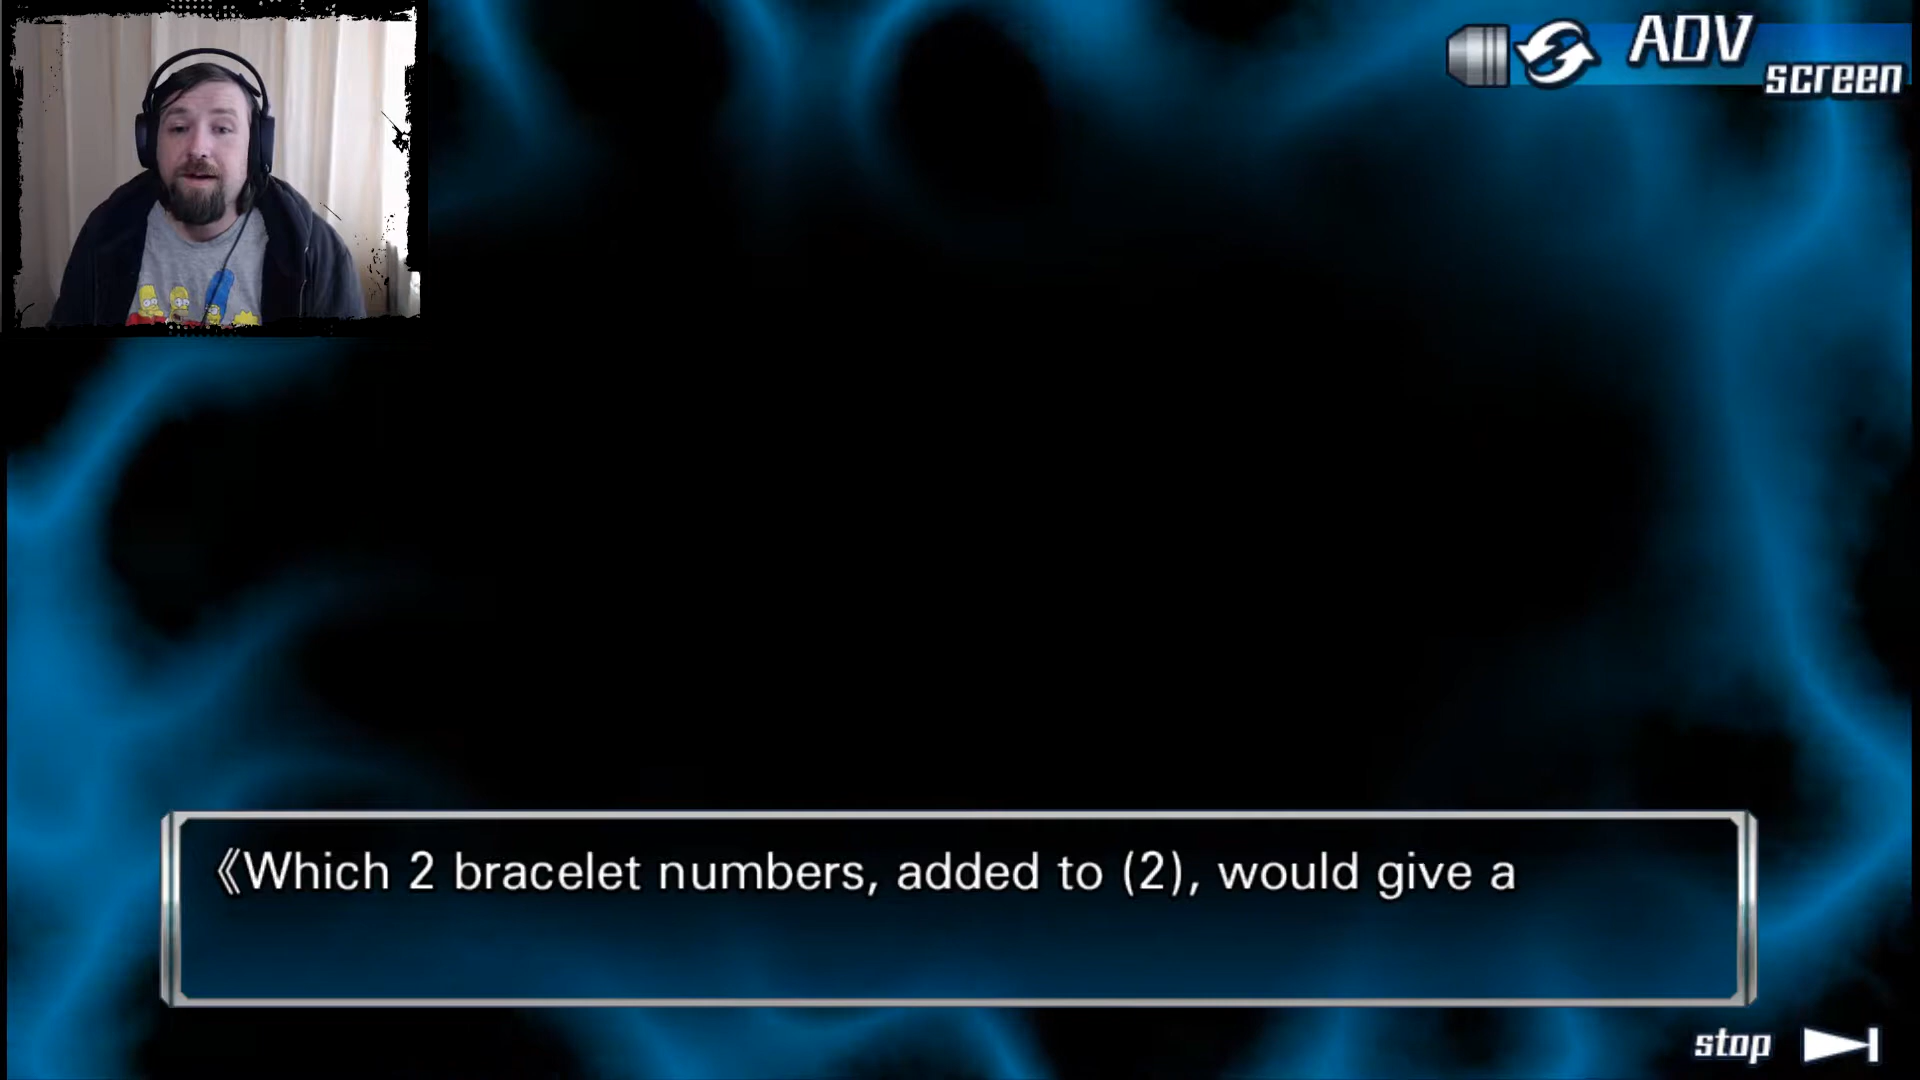 ADV
screen
《Which 2 bracelet numbers, added to (2), would give a
stop